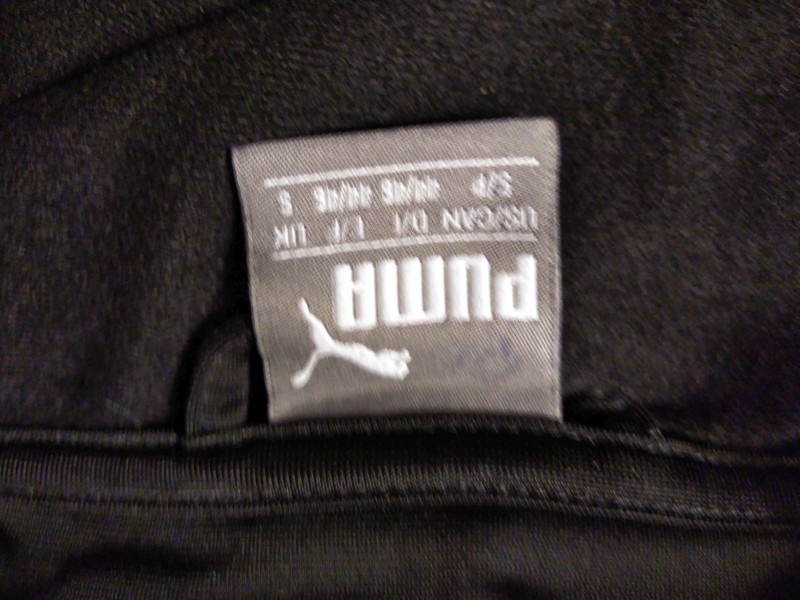 PUMA
US/CAN D/I E/F UK
S/P 44/46 44/46 S